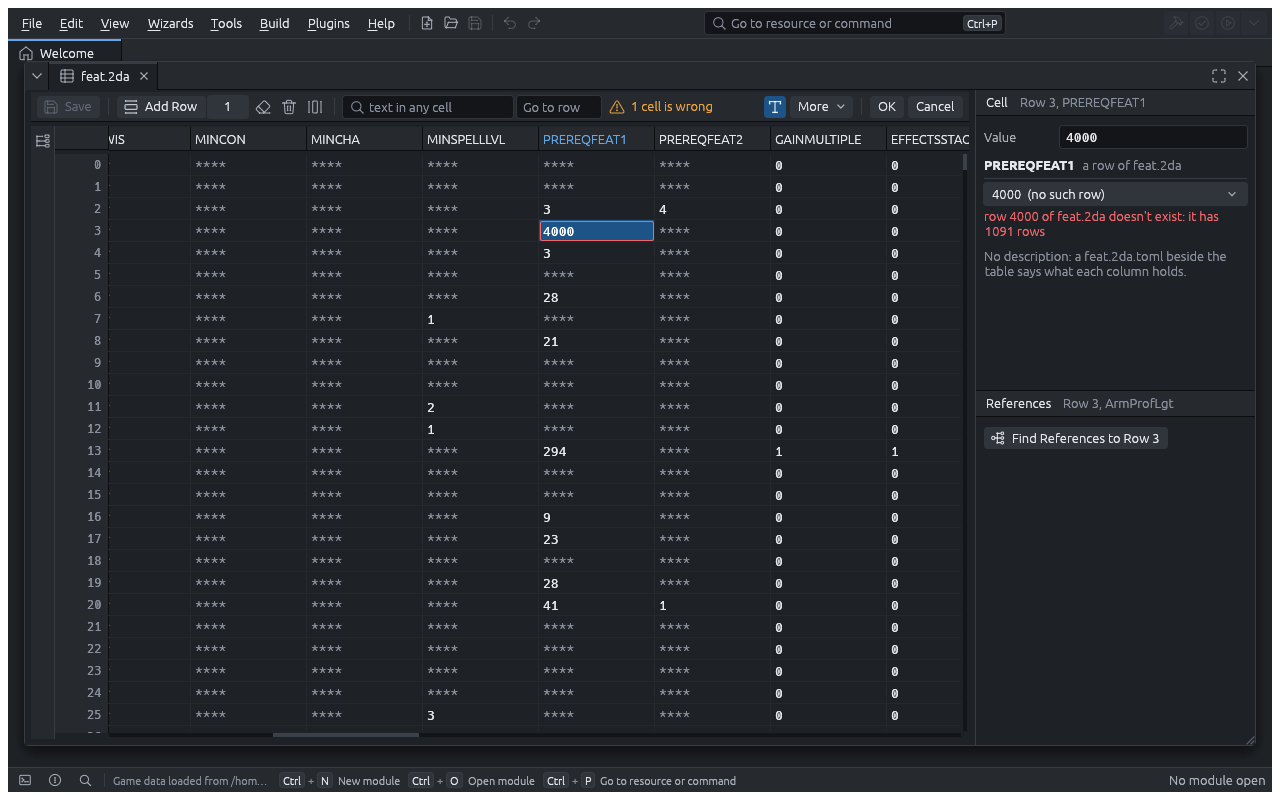 File Edit View Wizards Tools Build Plugins Help Go to resource or command Ctrl+P
Welcome
feat.2da
Save Add Row 1 text in any cell Go to row 1 cell is wrong T More OK Cancel
WIS MINCON MINCHA MINSPELLLVL PREREQFEAT1 PREREQFEAT2 GAINMULTIPLE EFFECTSSTAC
0 **** **** **** **** **** 0 0
1 **** **** **** **** **** 0 0
2 **** **** **** 3 4 0 0
3 **** **** **** 4000 **** 0 0
4 **** **** **** 3 **** 0 0
5 **** **** **** **** **** 0 0
6 **** **** **** 28 **** 0 0
7 **** **** 1 **** **** 0 0
8 **** **** **** 21 **** 0 0
9 **** **** **** **** **** 0 0
10 **** **** **** **** **** 0 0
11 **** **** 2 **** **** 0 0
12 **** **** 1 **** **** 0 0
13 **** **** **** 294 **** 1 1
14 **** **** **** **** **** 0 0
15 **** **** **** **** **** 0 0
16 **** **** **** 9 **** 0 0
17 **** **** **** 23 **** 0 0
18 **** **** **** **** **** 0 0
19 **** **** **** 28 **** 0 0
20 **** **** **** 41 1 0 0
21 **** **** **** **** **** 0 0
22 **** **** **** **** **** 0 0
23 **** **** **** **** **** 0 0
24 **** **** **** **** **** 0 0
25 **** **** 3 **** **** 0 0
Cell Row 3, PREREQFEAT1
Value 4000
PREREQFEAT1 a row of feat.2da
4000 (no such row)
row 4000 of feat.2da doesn't exist: it has
1091 rows
No description: a feat.2da.toml beside the
table says what each column holds.
References Row 3, ArmProfLgt
Find References to Row 3
Game data loaded from /hom... Ctrl + N New module Ctrl + O Open module Ctrl + P Go to resource or command No module open